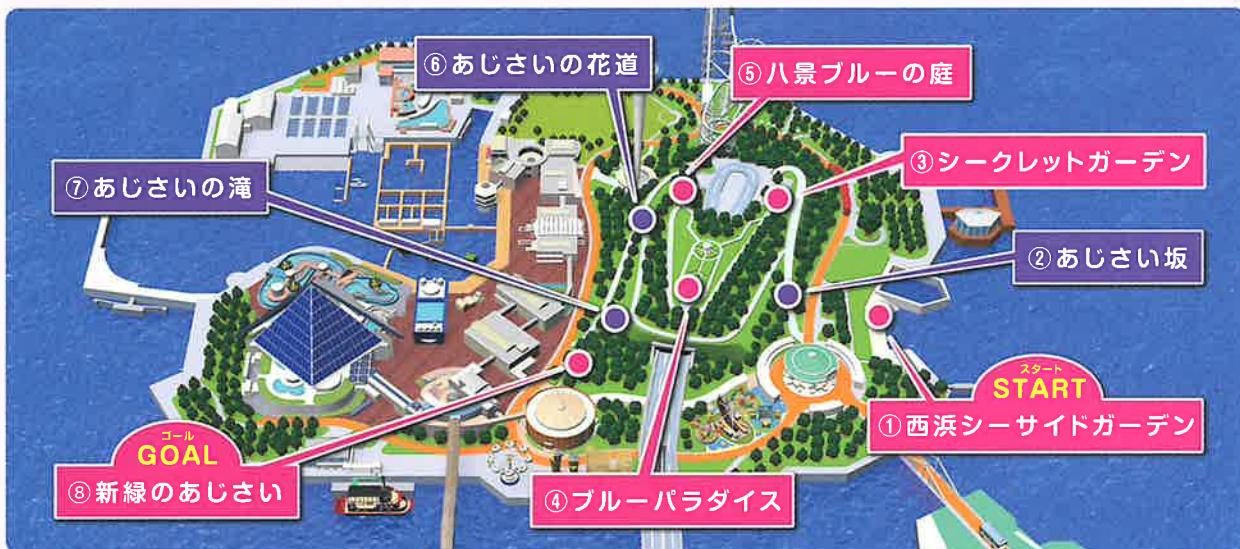 ⑥あじさいの花道
⑤八景ブルーの庭
③シークレットガーデン
⑦あじさいの滝
②あじさい坂
スタート
START
①西浜シーサイドガーデン
ゴール
GOAL
⑧新緑のあじさい
④ブルーパラダイス